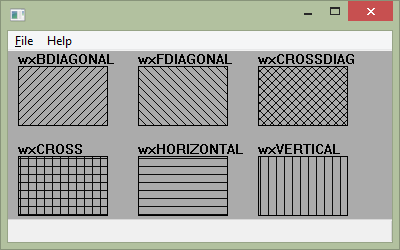 File Help
wxBDIAGONAL wxFDIAGONAL wxCROSSDIAG
wxCROSS wxHORIZONTAL wxVERTICAL